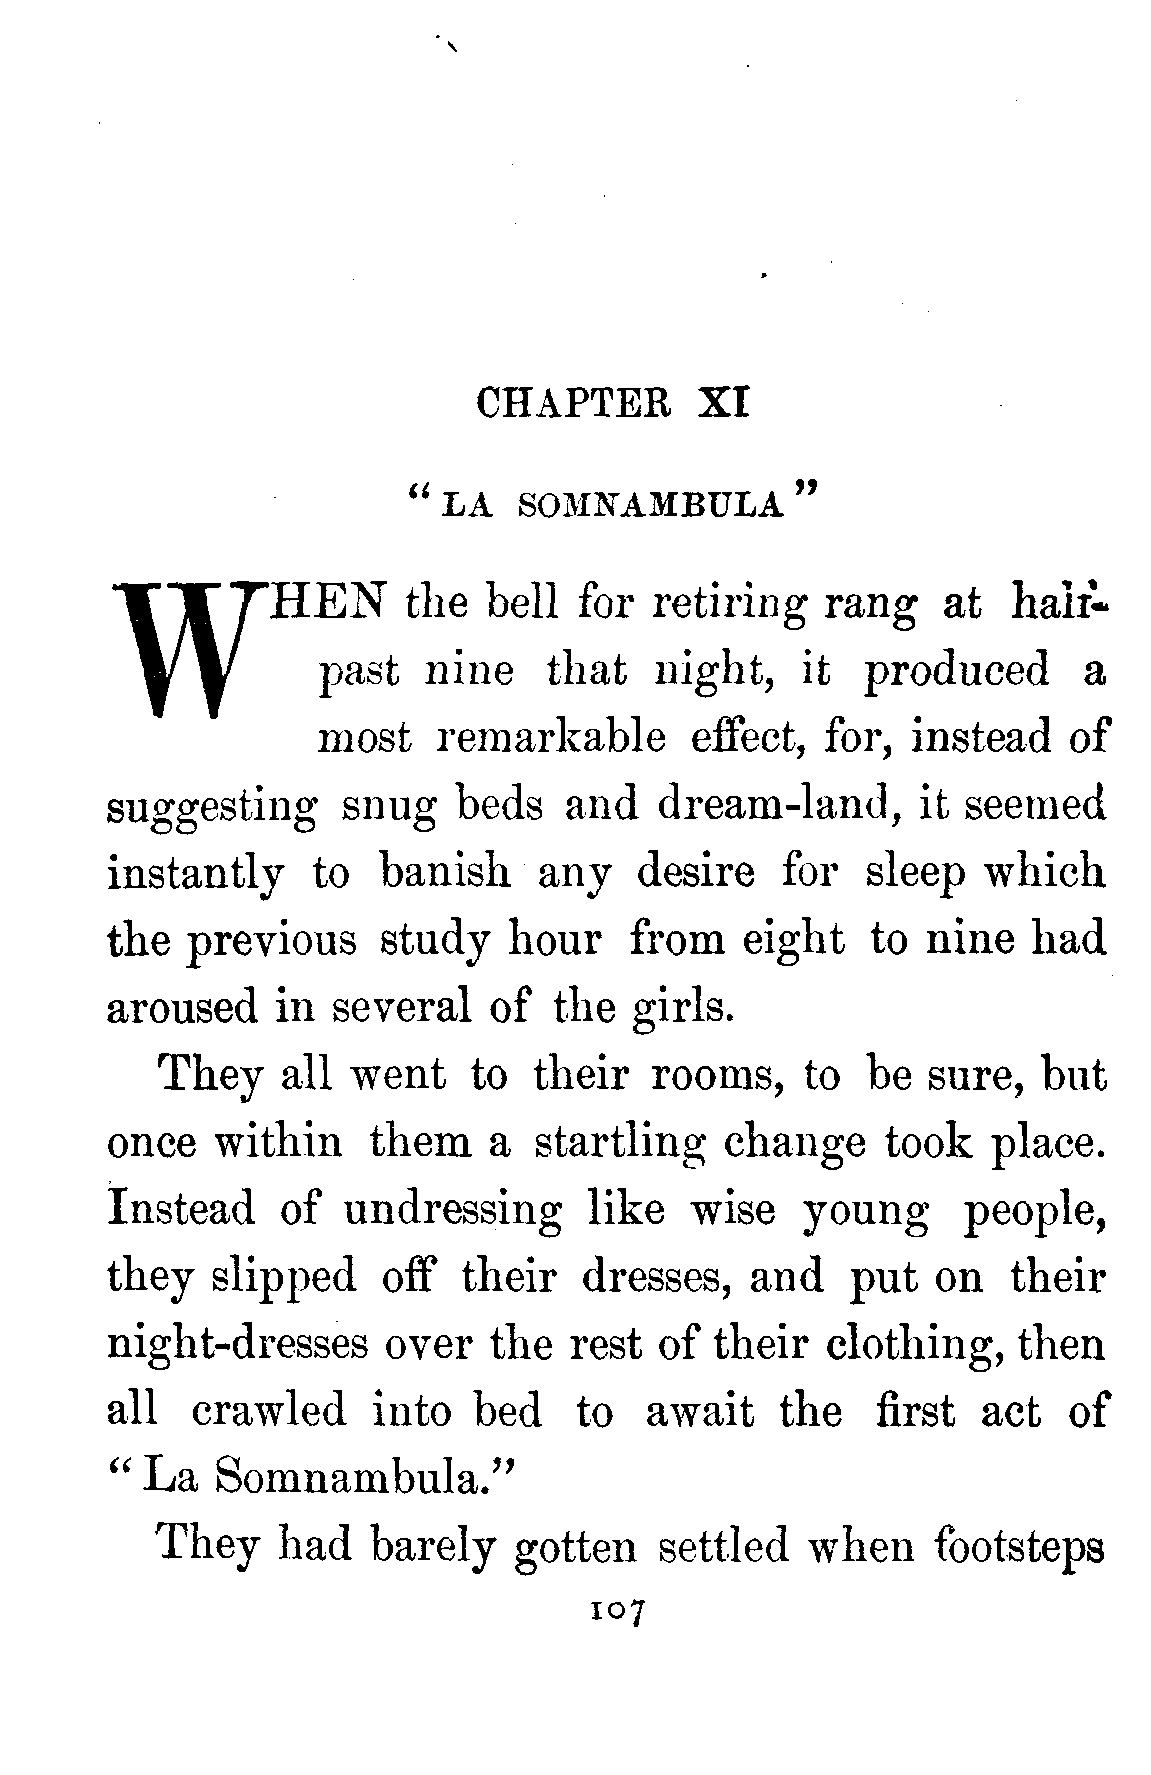 CHAPTER XI
"LA SOMNAMBULA"
WHEN the bell for retiring rang at half-
past nine that night, it produced a
most remarkable effect, for, instead of
suggesting snug beds and dream-land, it seemed
instantly to banish any desire for sleep which
the previous study hour from eight to nine had
aroused in several of the girls.
They all went to their rooms, to be sure, but
once within them a startling change took place.
Instead of undressing like wise young people,
they slipped off their dresses, and put on their
night-dresses over the rest of their clothing, then
all crawled into bed to await the first act of
"La Somnambula."
They had barely gotten settled when footsteps
107